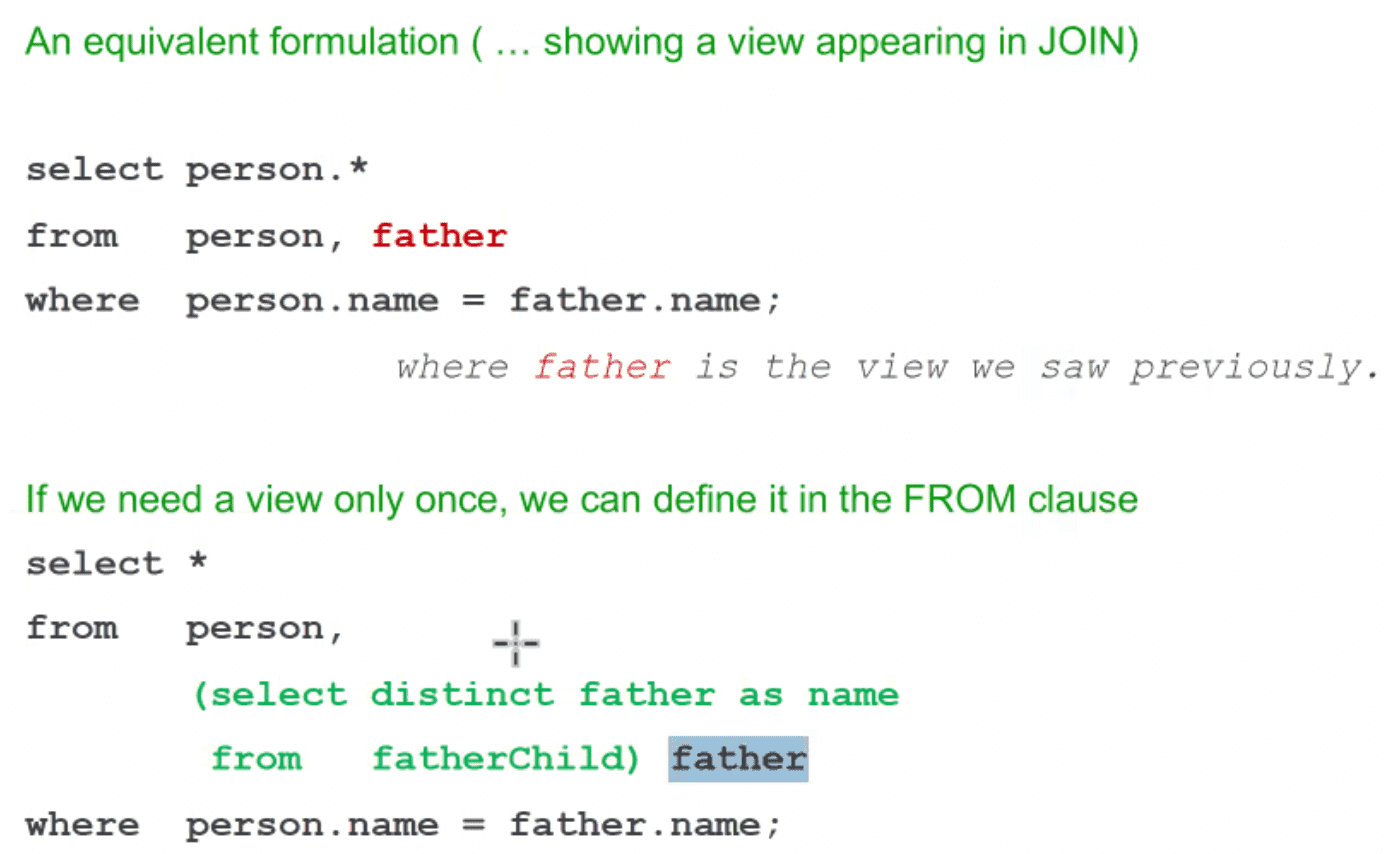 An equivalent formulation ( … showing a view appearing in JOIN)
select person.*
from person, father
where person.name = father.name;
where father is the view we saw previously.
If we need a view only once, we can define it in the FROM clause
select *
from person,
(select distinct father as name
from fatherChild) father
where person.name = father.name;